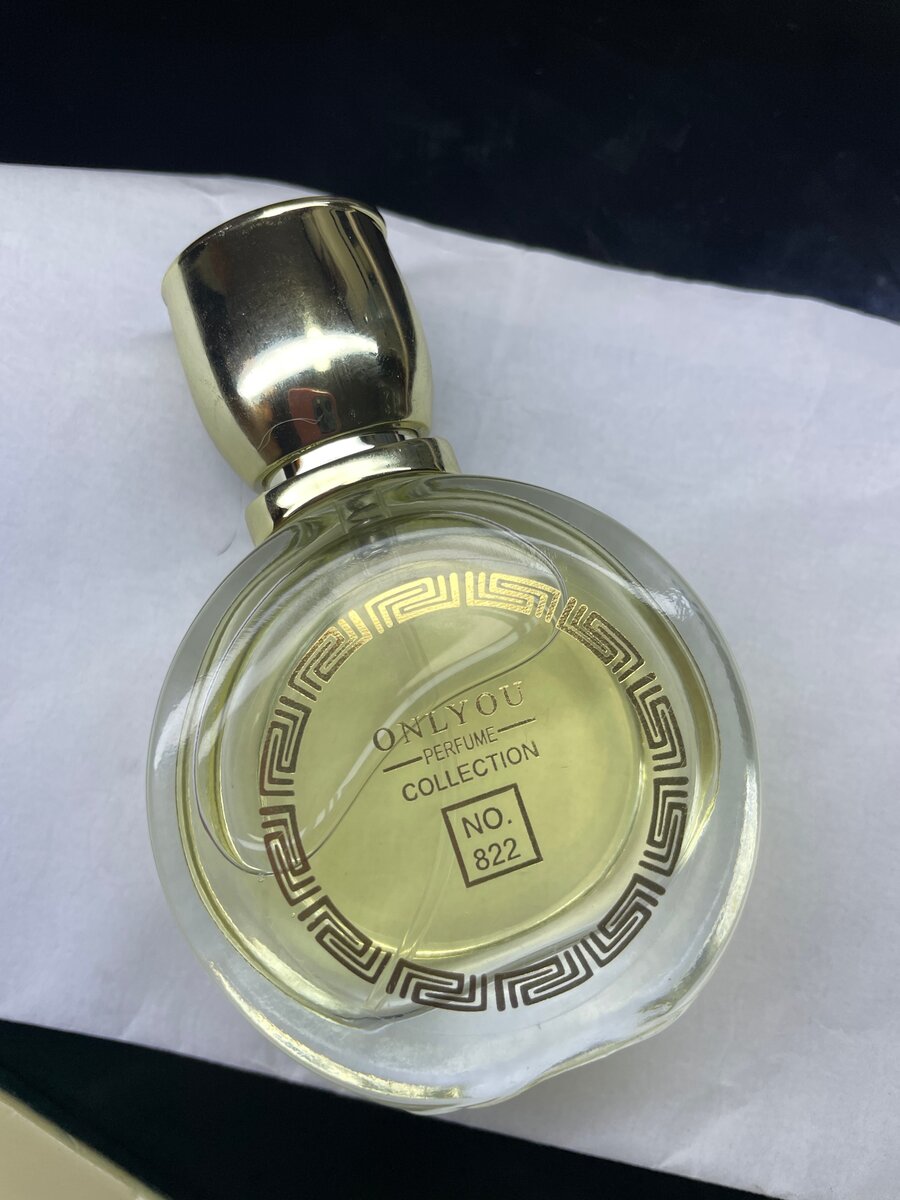 ONLYOU
PERFUME
COLLECTION
NO.
822